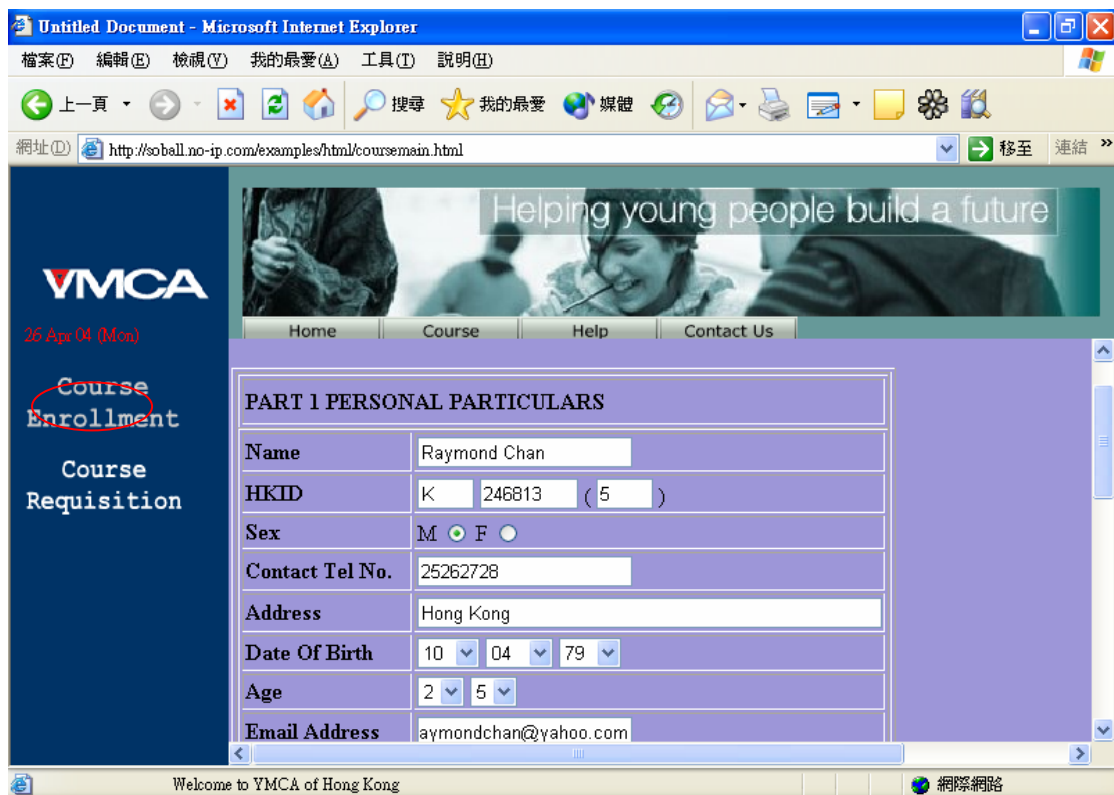 Untitled Document - Microsoft Internet Explorer
檔案(F) 編輯(E) 檢視(V) 我的最愛(A) 工具(T) 說明(H)
上一頁 搜尋 我的最愛 媒體
網址(D) http://soball.no-ip.com/examples/html/coursemain.html 移至 連結 »
Helping young people build a future
YMCA
Home Course Help Contact Us
26 Apr 04 (Mon)
Course
Enrollment
Course
Requisition
PART 1 PERSONAL PARTICULARS
Name Raymond Chan
HKID K 246813 ( 5 )
Sex M F
Contact Tel No. 25262728
Address Hong Kong
Date Of Birth 10 04 79
Age 2 5
Email Address aymondchan@yahoo.com
Welcome to YMCA of Hong Kong 網際網路